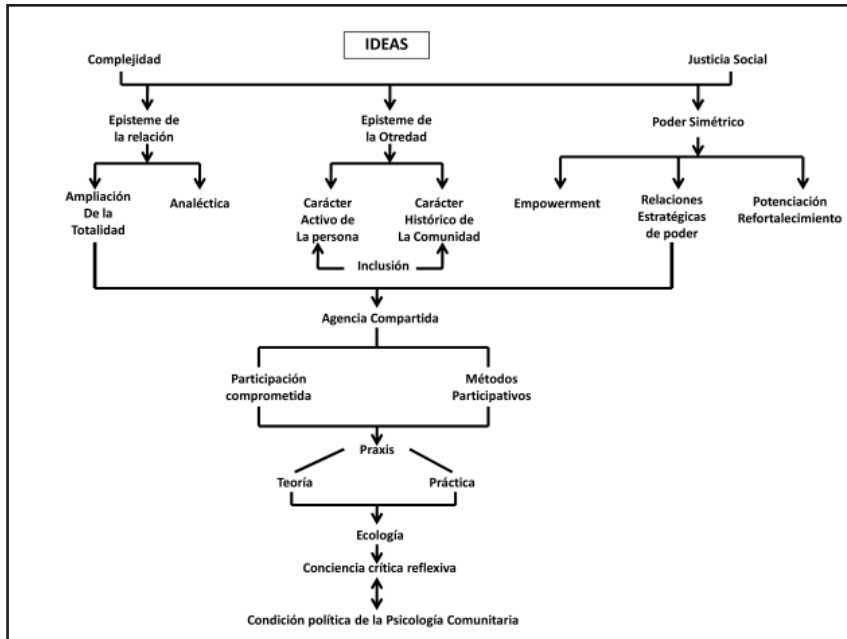 IDEAS
Complejidad
Justicia Social
Episteme de
la relación
Episteme de
la Otredad
Poder Simétrico
Ampliación
De la
Totalidad
Analéctica
Carácter
Activo de
La persona
Carácter
Histórico de
La Comunidad
Empowerment
Relaciones
Estratégicas
de poder
Potenciación
Refortalecimiento
Inclusión
Agencia Compartida
Participación
comprometida
Métodos
Participativos
Praxis
Teoría
Práctica
Ecología
Conciencia crítica reflexiva
Condición política de la Psicología Comunitaria